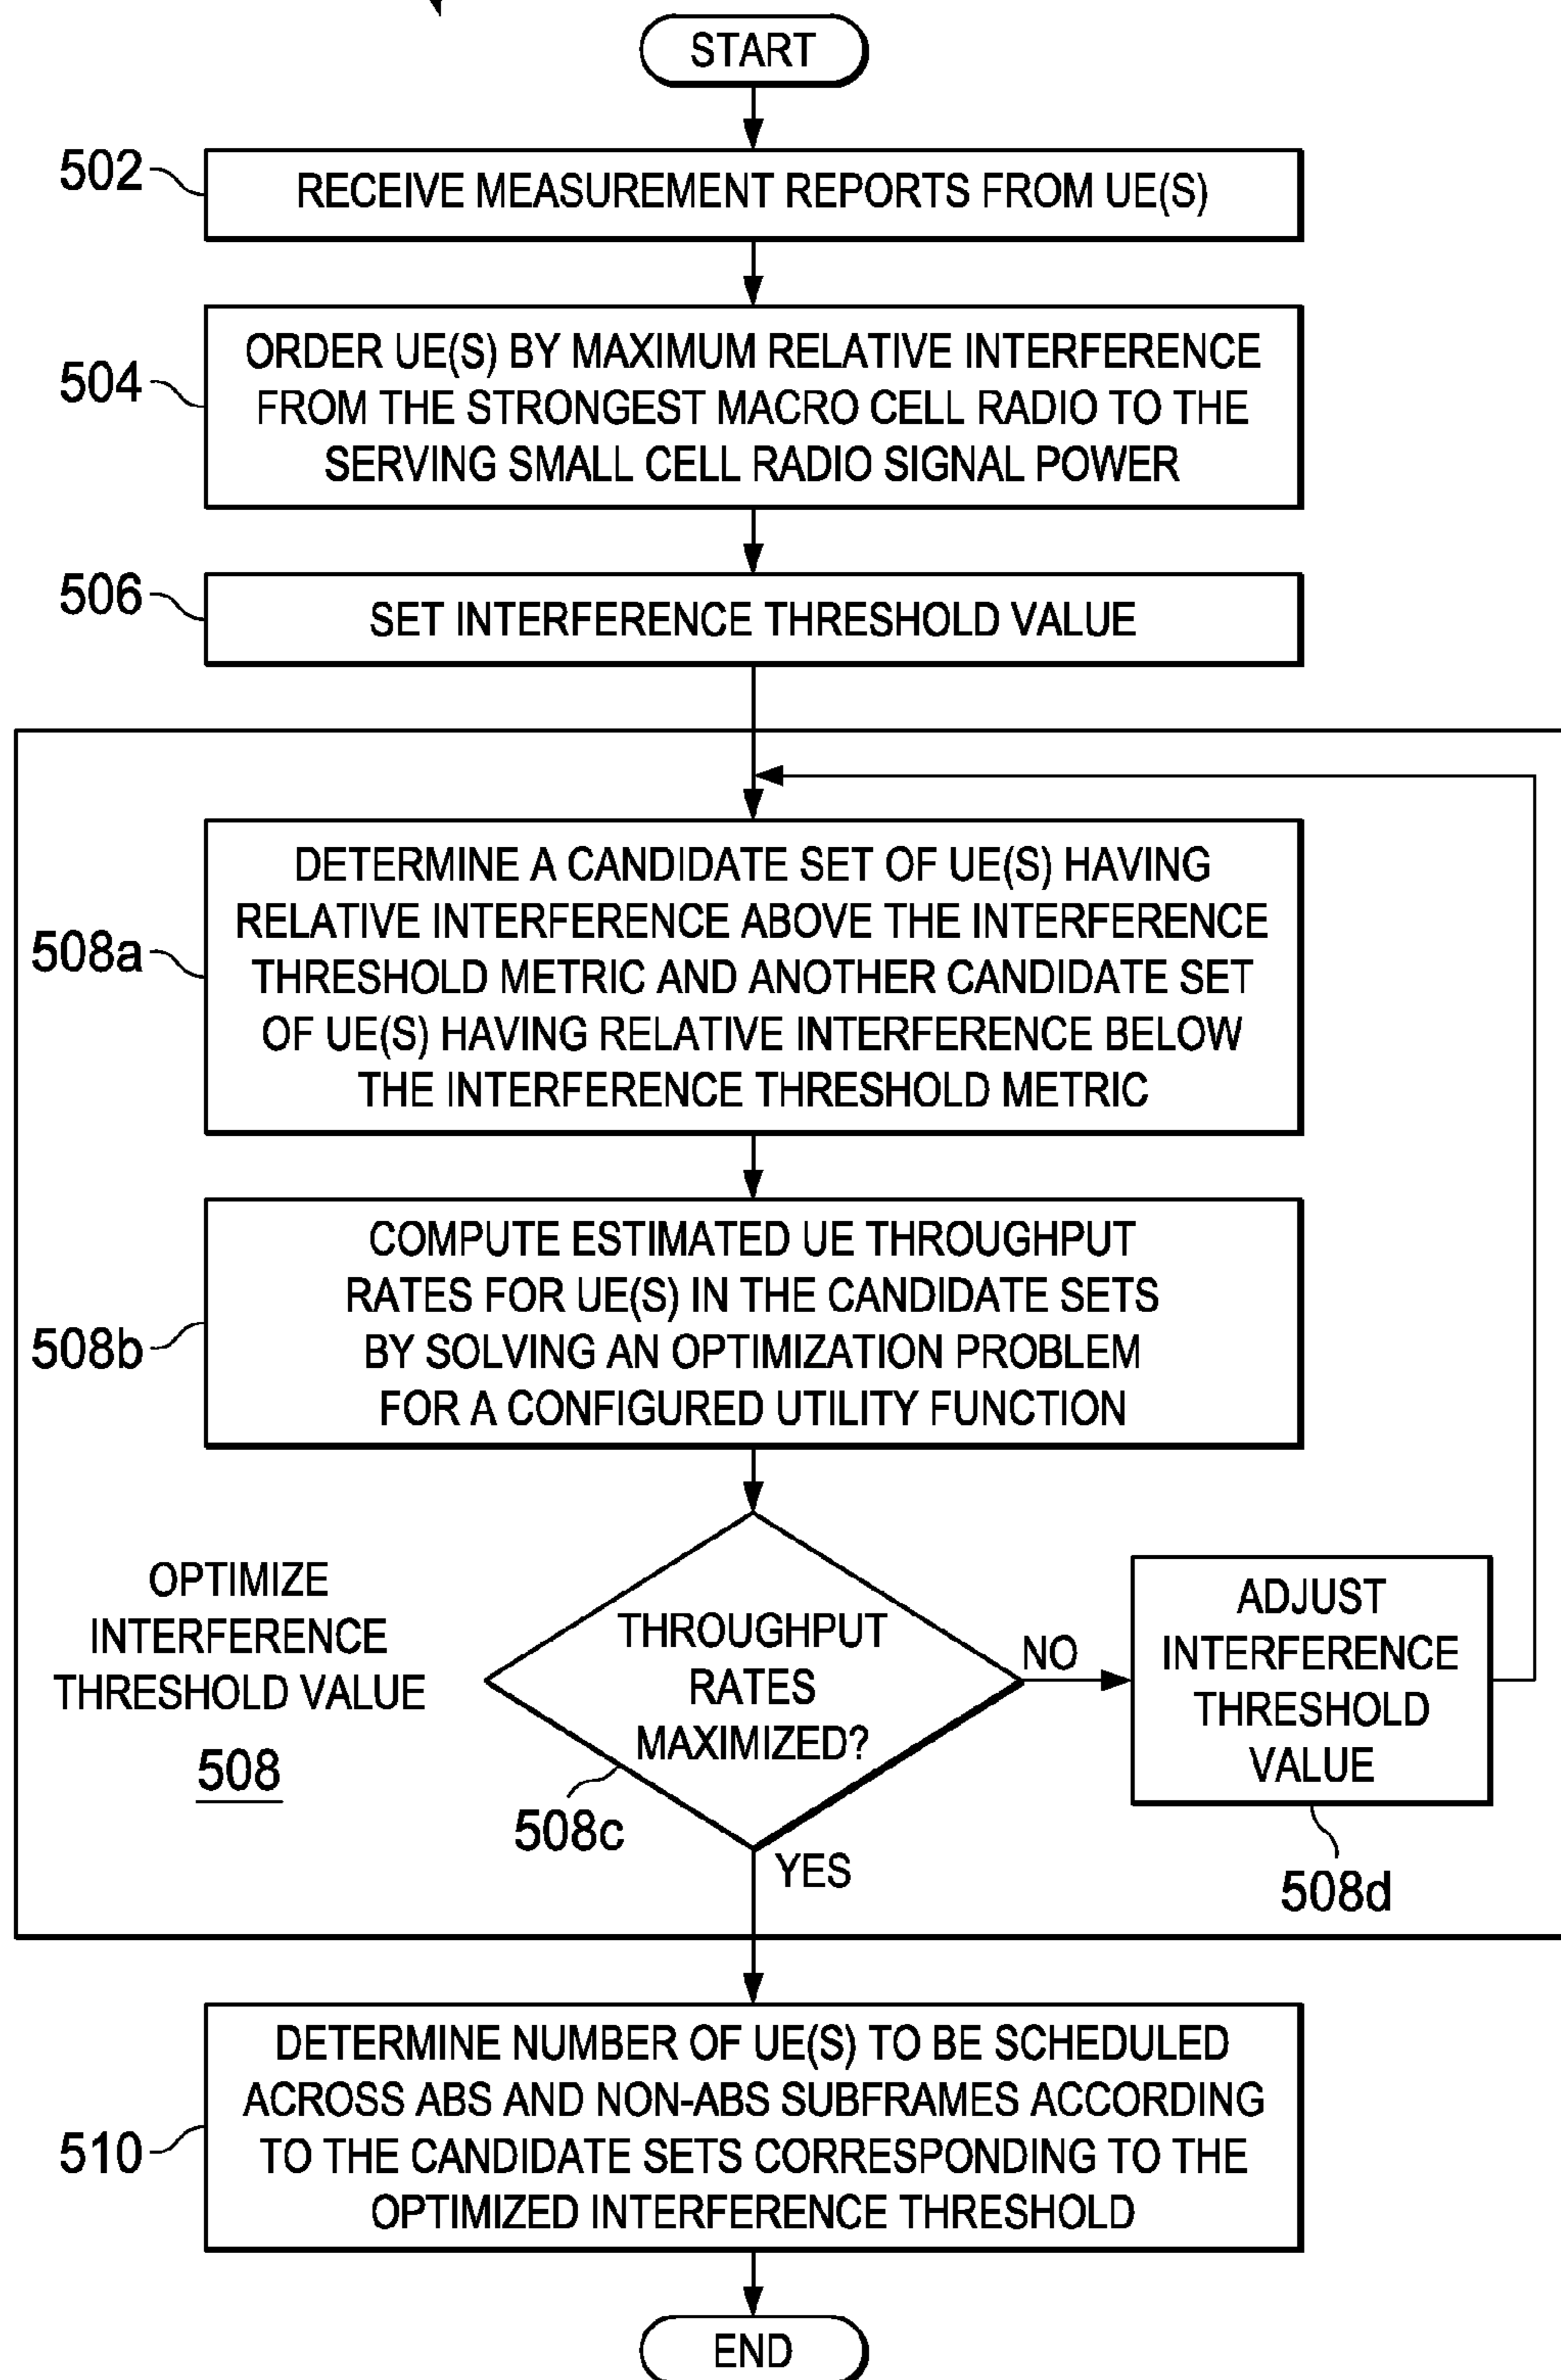 START
502
RECEIVE MEASUREMENT REPORTS FROM UE(S)
504
ORDER UE(S) BY MAXIMUM RELATIVE INTERFERENCE
FROM THE STRONGEST MACRO CELL RADIO TO THE
SERVING SMALL CELL RADIO SIGNAL POWER
506
SET INTERFERENCE THRESHOLD VALUE
508a
DETERMINE A CANDIDATE SET OF UE(S) HAVING
RELATIVE INTERFERENCE ABOVE THE INTERFERENCE
THRESHOLD METRIC AND ANOTHER CANDIDATE SET
OF UE(S) HAVING RELATIVE INTERFERENCE BELOW
THE INTERFERENCE THRESHOLD METRIC
508b
COMPUTE ESTIMATED UE THROUGHPUT
RATES FOR UE(S) IN THE CANDIDATE SETS
BY SOLVING AN OPTIMIZATION PROBLEM
FOR A CONFIGURED UTILITY FUNCTION
OPTIMIZE
INTERFERENCE
THRESHOLD VALUE
508
THROUGHPUT
RATES
MAXIMIZED?
508c
NO
ADJUST
INTERFERENCE
THRESHOLD
VALUE
508d
YES
510
DETERMINE NUMBER OF UE(S) TO BE SCHEDULED
ACROSS ABS AND NON-ABS SUBFRAMES ACCORDING
TO THE CANDIDATE SETS CORRESPONDING TO THE
OPTIMIZED INTERFERENCE THRESHOLD
END